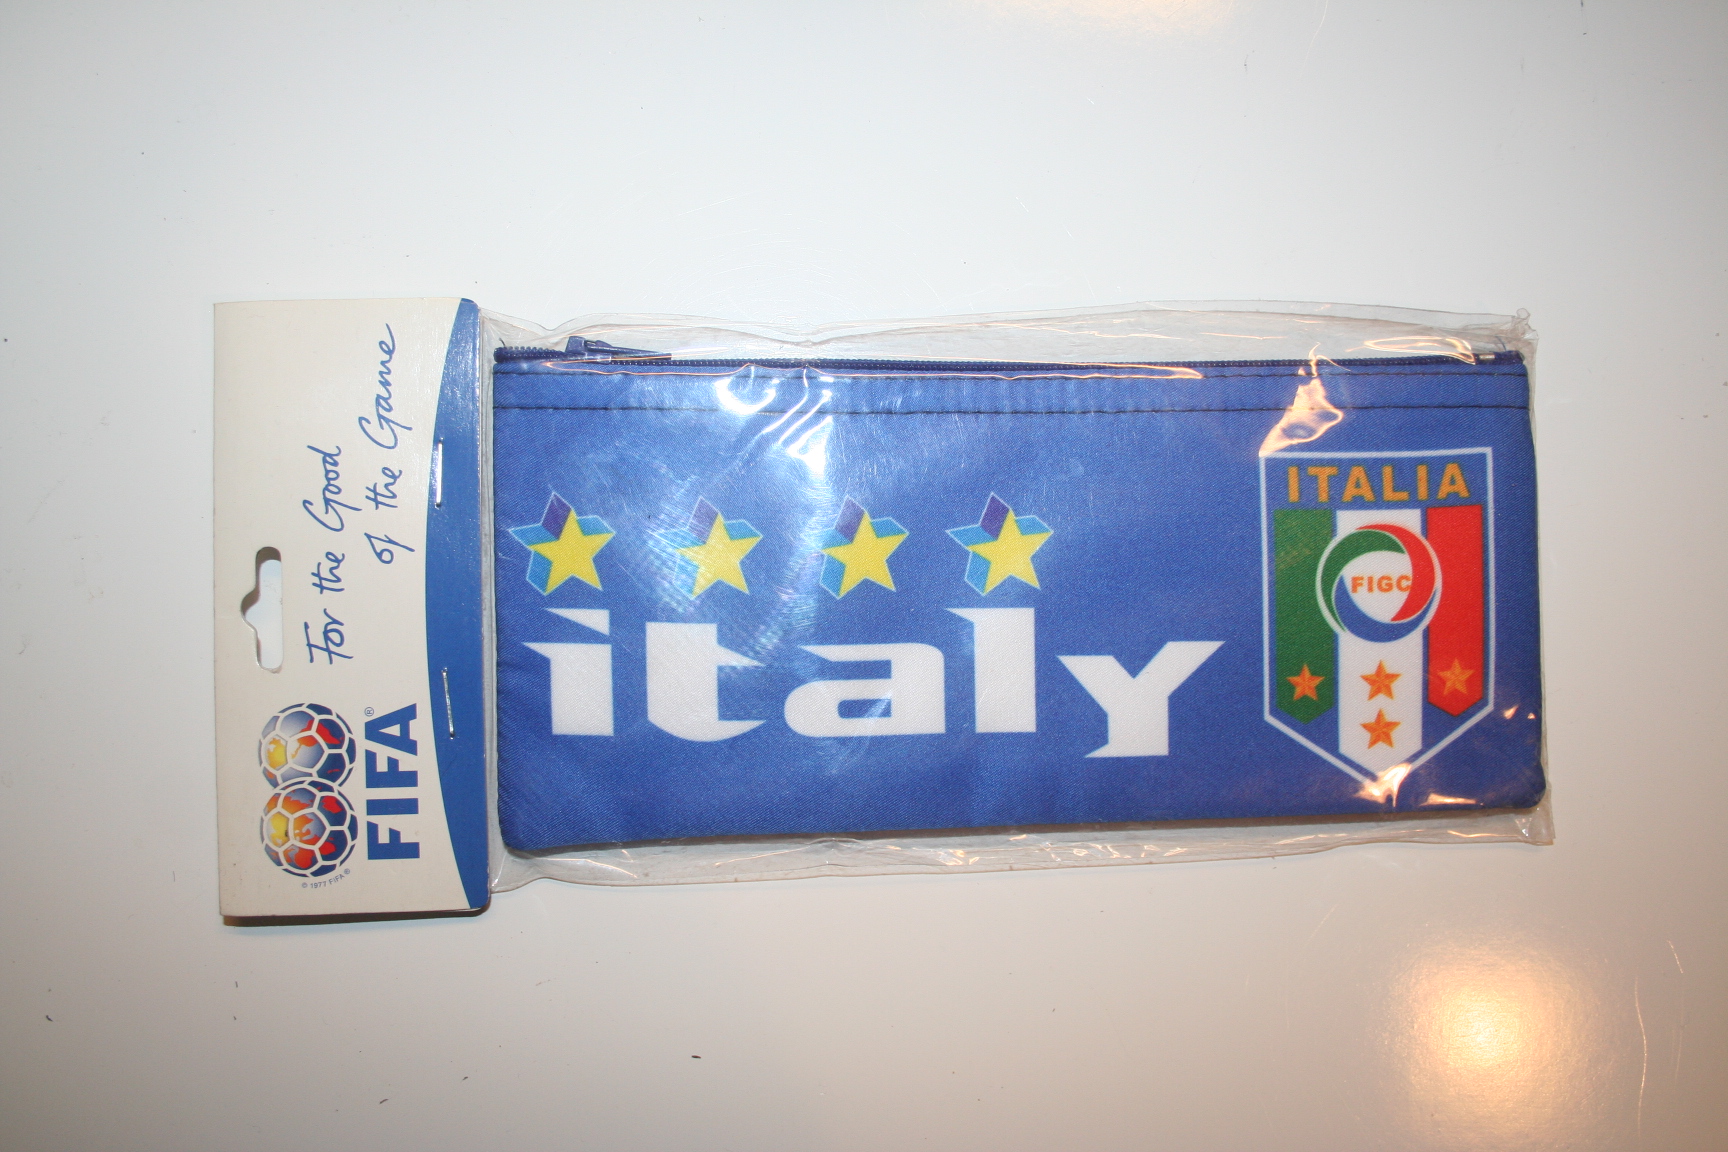 For the Good
of the Game
FIFA®
© 1977 FIFA ®
italy
ITALIA
FIGC